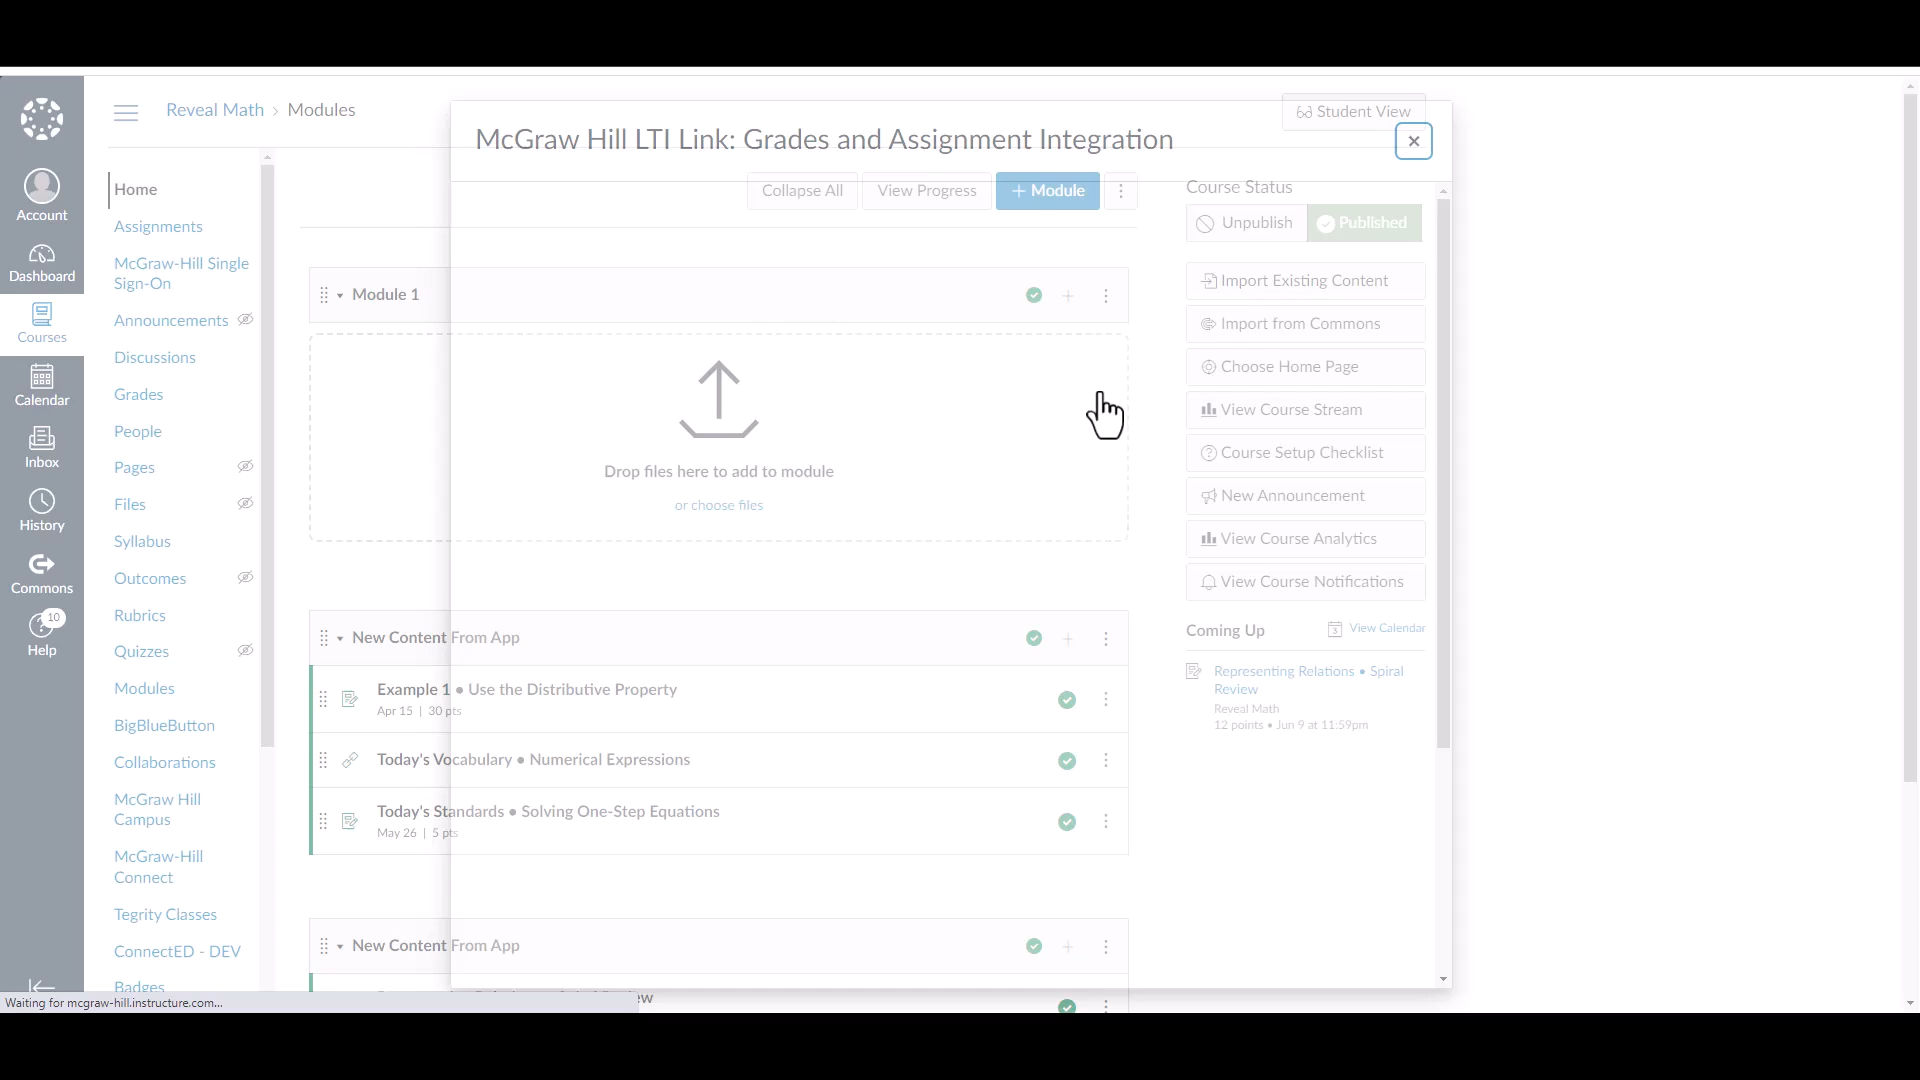 Account
Dashboard
Courses
Calendar
Inbox
History
Commons
10
Help
Reveal Math › Modules
Home
Assignments
McGraw-Hill Single
Sign-On
Announcements
Discussions
Grades
People
Pages
Files
Syllabus
Outcomes
Rubrics
Quizzes
Modules
BigBlueButton
Collaborations
McGraw Hill
Campus
McGraw-Hill
Connect
Tegrity Classes
ConnectED - DEV
Badges
Waiting for mcgraw-hill.instructure.com...
Student View
McGraw Hill LTI Link: Grades and Assignment Integration
Collapse All
View Progress
+ Module
Module 1
Drop files here to add to module
or choose files
New Content From App
Example 1 • Use the Distributive Property
Apr 15 | 30 pts
Today's Vocabulary • Numerical Expressions
Today's Standards • Solving One-Step Equations
May 26 | 5 pts
New Content From App
Course Status
Unpublish
Published
Import Existing Content
Import from Commons
Choose Home Page
View Course Stream
Course Setup Checklist
New Announcement
View Course Analytics
View Course Notifications
Coming Up
3 View Calendar
Representing Relations • Spiral
Review
Reveal Math
12 points • Jun 9 at 11:59pm